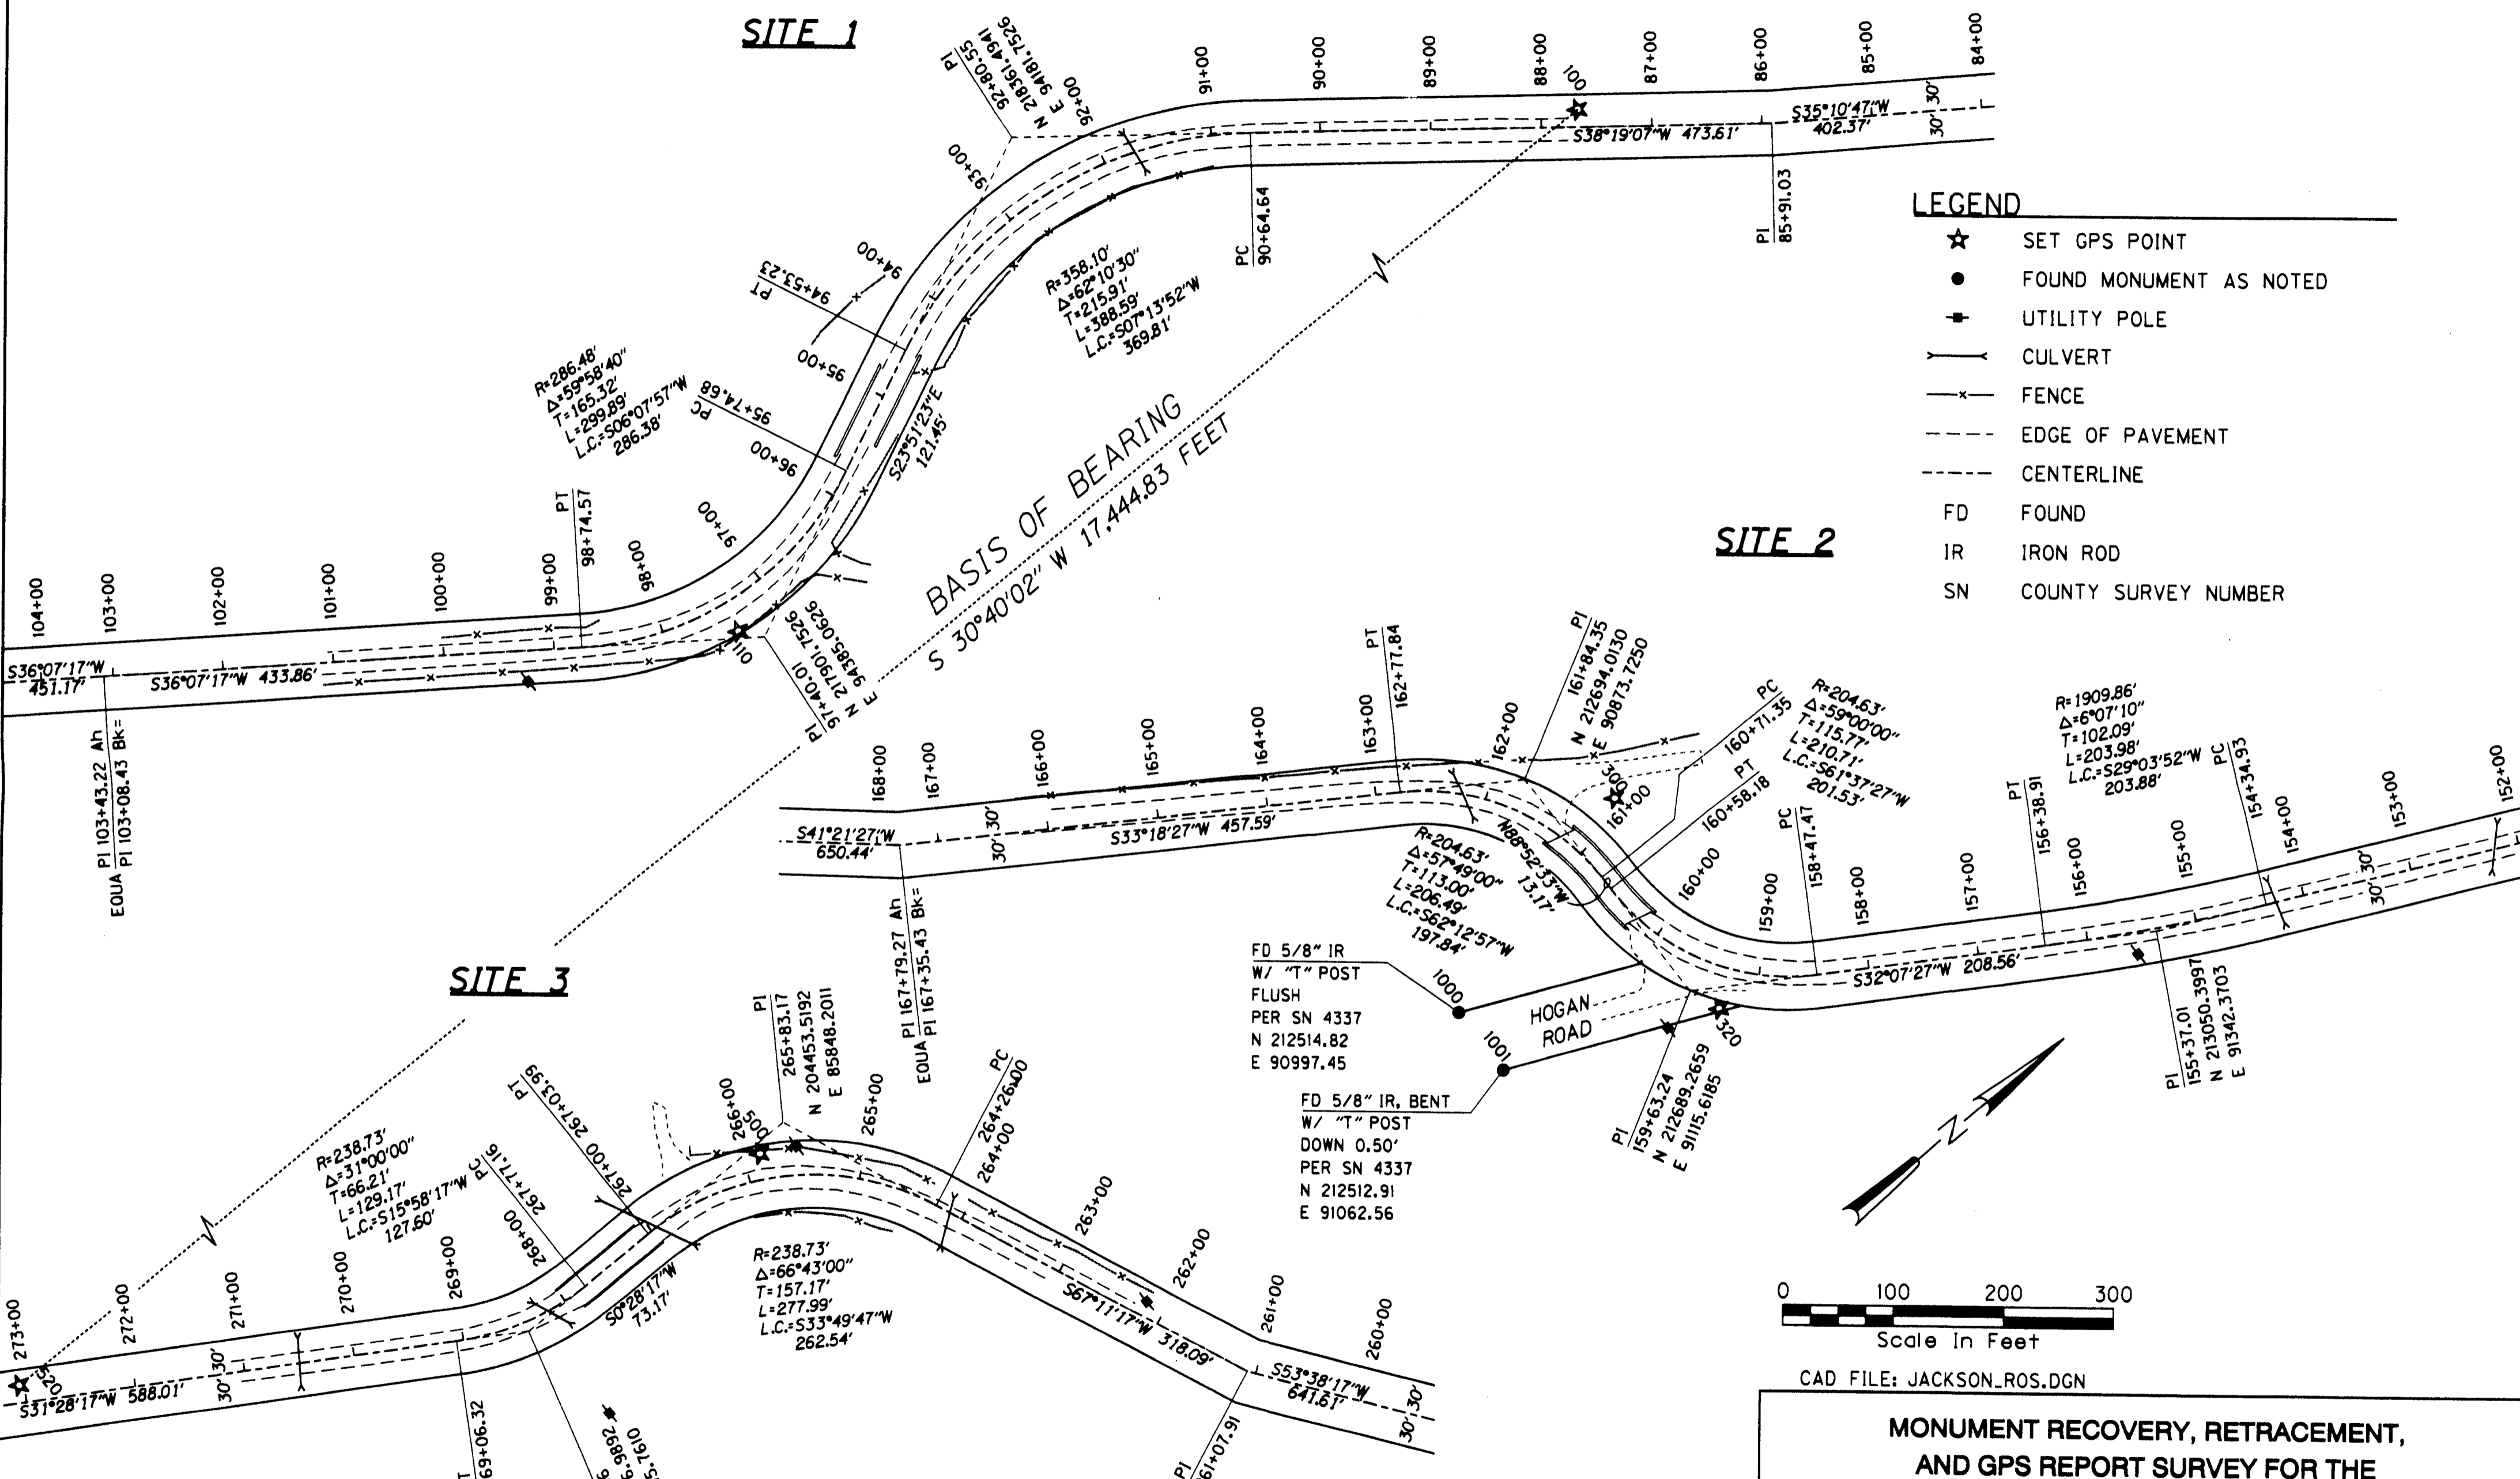 SITE 1
PI
92+80.55
N 218361.4941
E 94181.7526
92+00
91+00
90+00
89+00
88+00
100
87+00
86+00
85+00
84+00
S38°19'07"W 473.61'
S35°10'47"W
402.37'
30' 30'
PC
90+64.64
PI
85+91.03
93+00
94+00
PT
94+53.23
95+00
PC
95+74.68
96+00
97+00
R=358.10'
Δ=62°10'30"
T=215.91'
L=388.59'
L.C.=S07°13'52"W
369.81'
R=286.48'
Δ=59°58'40"
T=165.32'
L=299.89'
L.C.=S06°07'57"W
286.38'
S23°51'23"E
121.45'
PT
98+74.57
98+00
99+00
100+00
101+00
102+00
103+00
104+00
S36°07'17"W
451.17'
S36°07'17"W 433.86'
EQUA PI 103+43.22 Ah
PI 103+08.43 Bk=
110
PI
97+40.01
N 217901.7526
E 94385.0626
BASIS OF BEARING
S 30°40'02" W 17,444.83 FEET
LEGEND
SET GPS POINT
FOUND MONUMENT AS NOTED
UTILITY POLE
CULVERT
FENCE
EDGE OF PAVEMENT
CENTERLINE
FD FOUND
IR IRON ROD
SN COUNTY SURVEY NUMBER
SITE 2
168+00
167+00
166+00
165+00
164+00
163+00
PT
162+77.84
162+00
PI
161+84.35
N 212694.0130
E 90873.7250
300
161+00
PC
160+71.35
PT
160+58.18
160+00
159+00
PC
158+47.47
158+00
157+00
PT
156+38.91
156+00
155+00
PC
154+34.93
154+00
153+00
152+00
R=204.63'
Δ=59°00'00"
T=115.77'
L=210.71'
L.C.=S61°37'27"W
201.53'
R=1909.86'
Δ=6°07'10"
T=102.09'
L=203.98'
L.C.=S29°03'52"W
203.88'
S41°21'27"W
650.44'
30' 30'
S33°18'27"W 457.59'
N88°52'33"W
13.17'
R=204.63'
Δ=57°49'00"
T=113.00'
L=206.49'
L.C.=S62°12'57"W
197.84'
S32°07'27"W 208.56'
30' 30'
EQUA PI 167+79.27 Ah
PI 167+35.43 Bk=
FD 5/8" IR
W/ "T" POST
FLUSH
PER SN 4337
N 212514.82
E 90997.45
1000
1001
HOGAN
ROAD
320
FD 5/8" IR, BENT
W/ "T" POST
DOWN 0.50'
PER SN 4337
N 212512.91
E 91062.56
PI
159+63.24
N 212689.2659
E 91115.6185
PI
155+37.01
N 213050.3997
E 91342.3703
N
SITE 3
PI
265+83.17
N 204453.5192
E 85848.2011
PT
267+03.99
267+00
266+00
500
265+00
PC
264+26.00
264+00
263+00
262+00
261+00
260+00
PC
267+77.16
268+00
269+00
270+00
271+00
272+00
273+00
520
R=238.73'
Δ=31°00'00"
T=66.21'
L=129.17'
L.C.=S15°58'17"W
127.60'
R=238.73'
Δ=66°43'00"
T=157.17'
L=277.99'
L.C.=S33°49'47"W
262.54'
S0°28'17"W
73.17'
S31°28'17"W 588.01'
30' 30'
S67°11'17"W 318.09'
S53°38'17"W
641.61'
30' 30'
69+06.32
6.9892
5.7610
PI
61+07.91
0 100 200 300
Scale In Feet
CAD FILE: JACKSON_ROS.DGN
MONUMENT RECOVERY, RETRACEMENT,
AND GPS REPORT SURVEY FOR THE